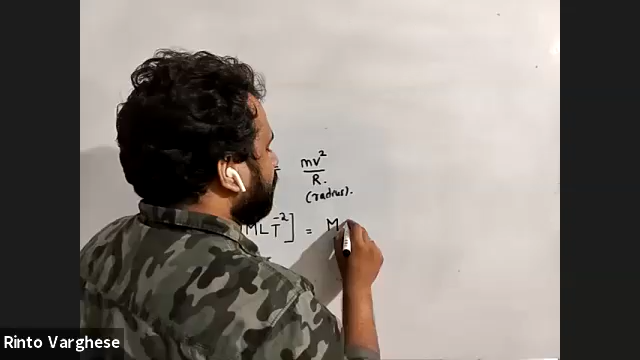 = mv²/R.
(radius).
MLT⁻²] = M
Rinto Varghese